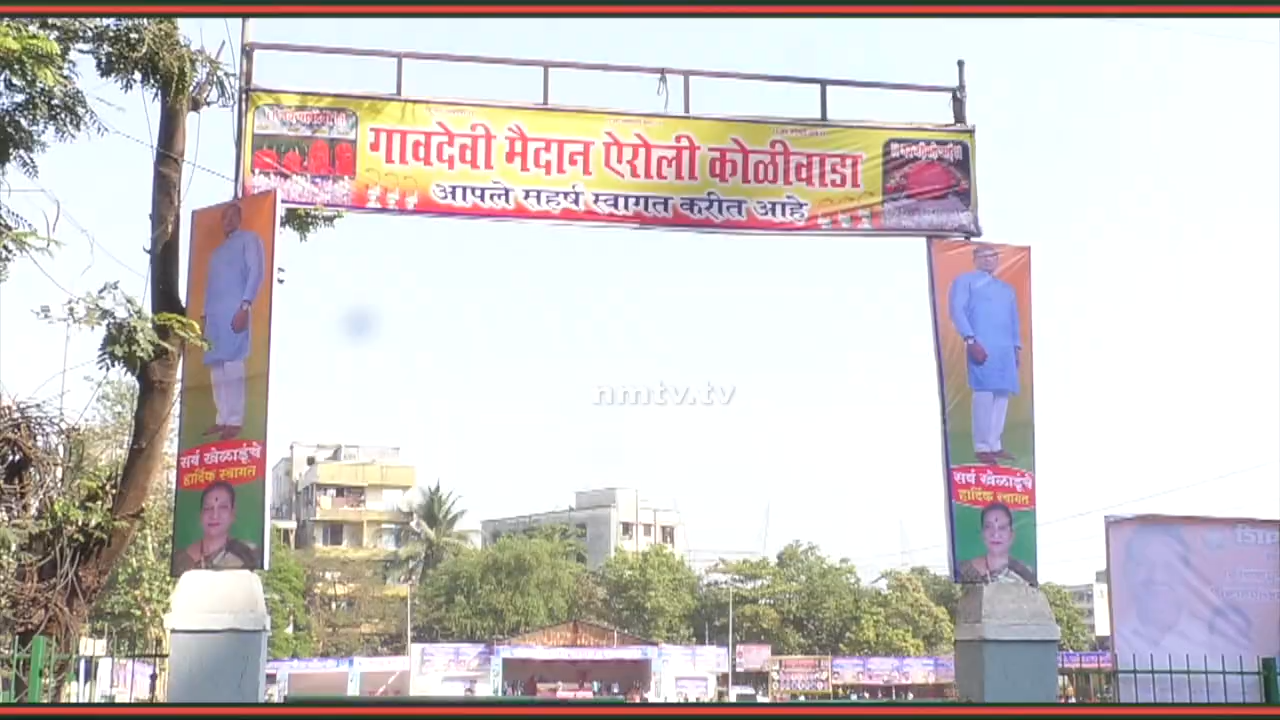 गावदेवी मैदान ऐरोली कोळीवाडा
आपले सहर्ष स्वागत करीत आहे
nmtv.tv
सर्व खेळाडूंचे
हार्दिक स्वागत
सर्व खेळाडूंचे
हार्दिक स्वागत